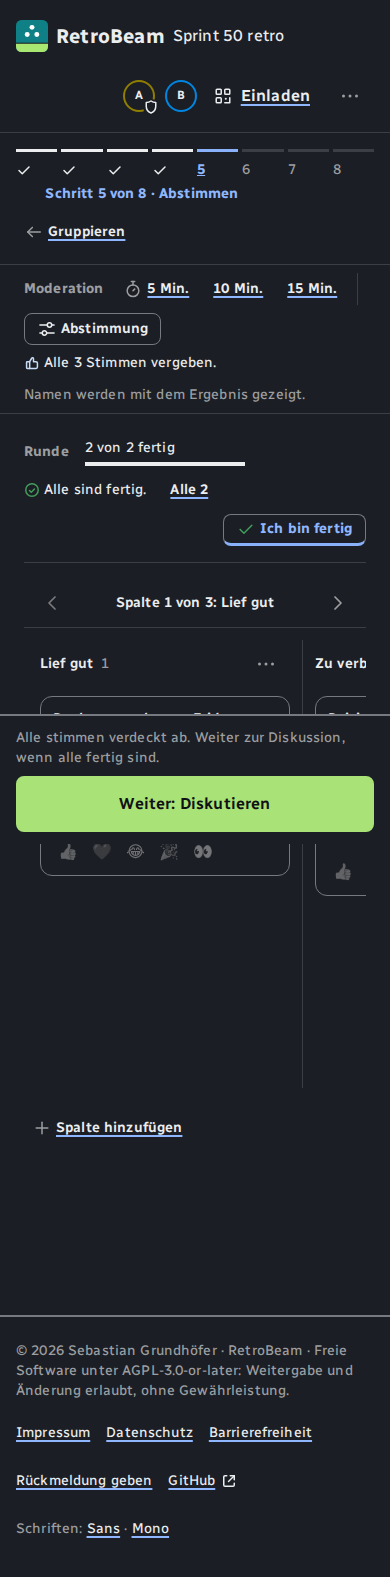 RetroBeam Sprint 50 retro
A B Einladen
5 6 7 8
Schritt 5 von 8 · Abstimmen
Gruppieren
Moderation 5 Min. 10 Min. 15 Min.
Abstimmung
Alle 3 Stimmen vergeben.
Namen werden mit dem Ergebnis gezeigt.
Runde 2 von 2 fertig
Alle sind fertig. Alle 2
Ich bin fertig
Spalte 1 von 3: Lief gut
Lief gut 1 Zu verb
Alle stimmen verdeckt ab. Weiter zur Diskussion,
wenn alle fertig sind.
Weiter: Diskutieren
Spalte hinzufügen
© 2026 Sebastian Grundhöfer · RetroBeam · Freie
Software unter AGPL-3.0-or-later: Weitergabe und
Änderung erlaubt, ohne Gewährleistung.
Impressum Datenschutz Barrierefreiheit
Rückmeldung geben GitHub
Schriften: Sans · Mono